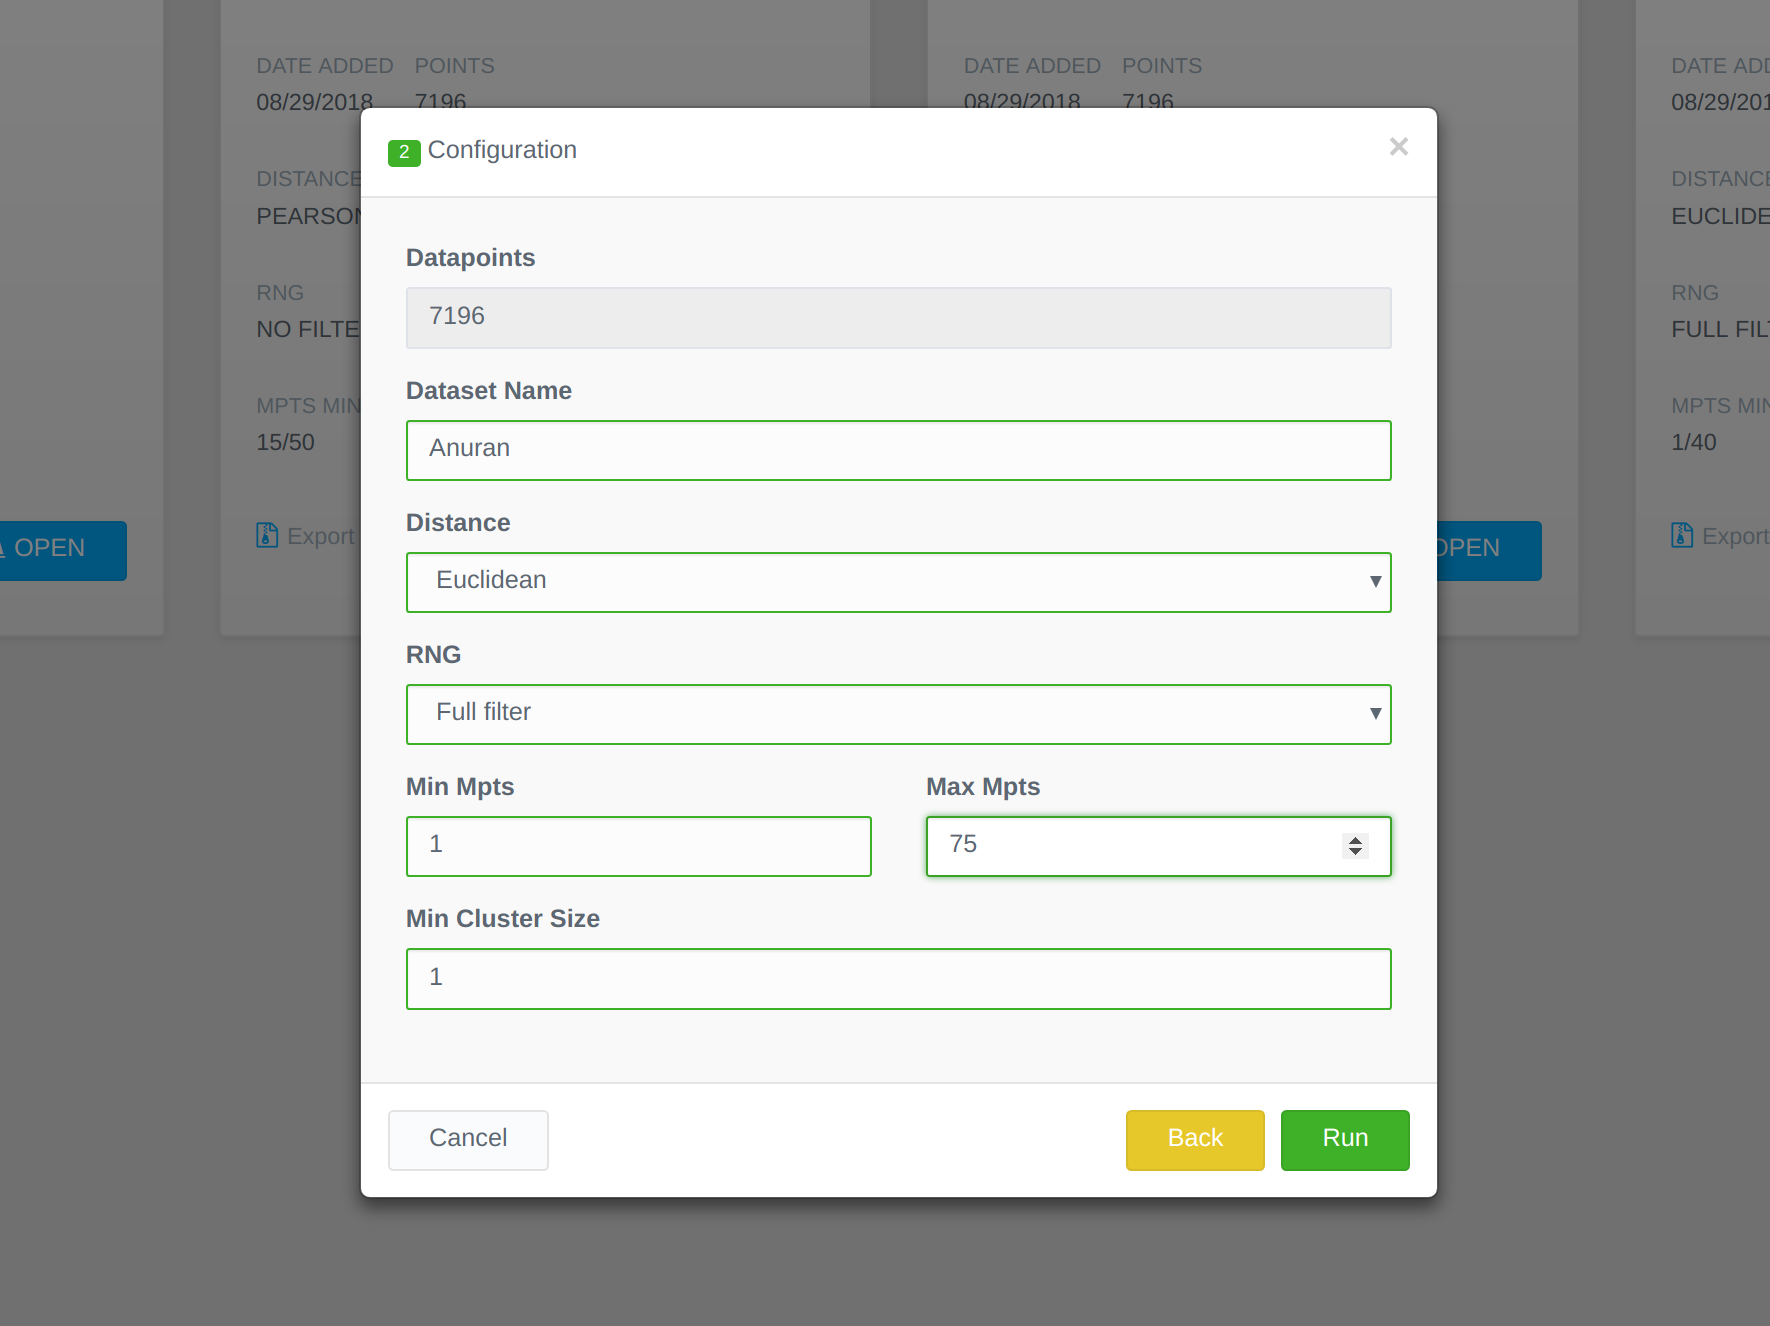 DATE ADDED POINTS
08/29/2018 7196
DISTANCE
PEARSON
RNG
NO FILTE
MPTS MIN
15/50
Export
OPEN
DATE ADDED POINTS
08/29/2018 7196
OPEN
DATE ADD
08/29/201
DISTANCE
EUCLIDE
RNG
FULL FIL
MPTS MIN
1/40
Export
2 Configuration
×
Datapoints
7196
Dataset Name
Anuran
Distance
Euclidean
RNG
Full filter
Min Mpts Max Mpts
1 75
Min Cluster Size
1
Cancel Back Run